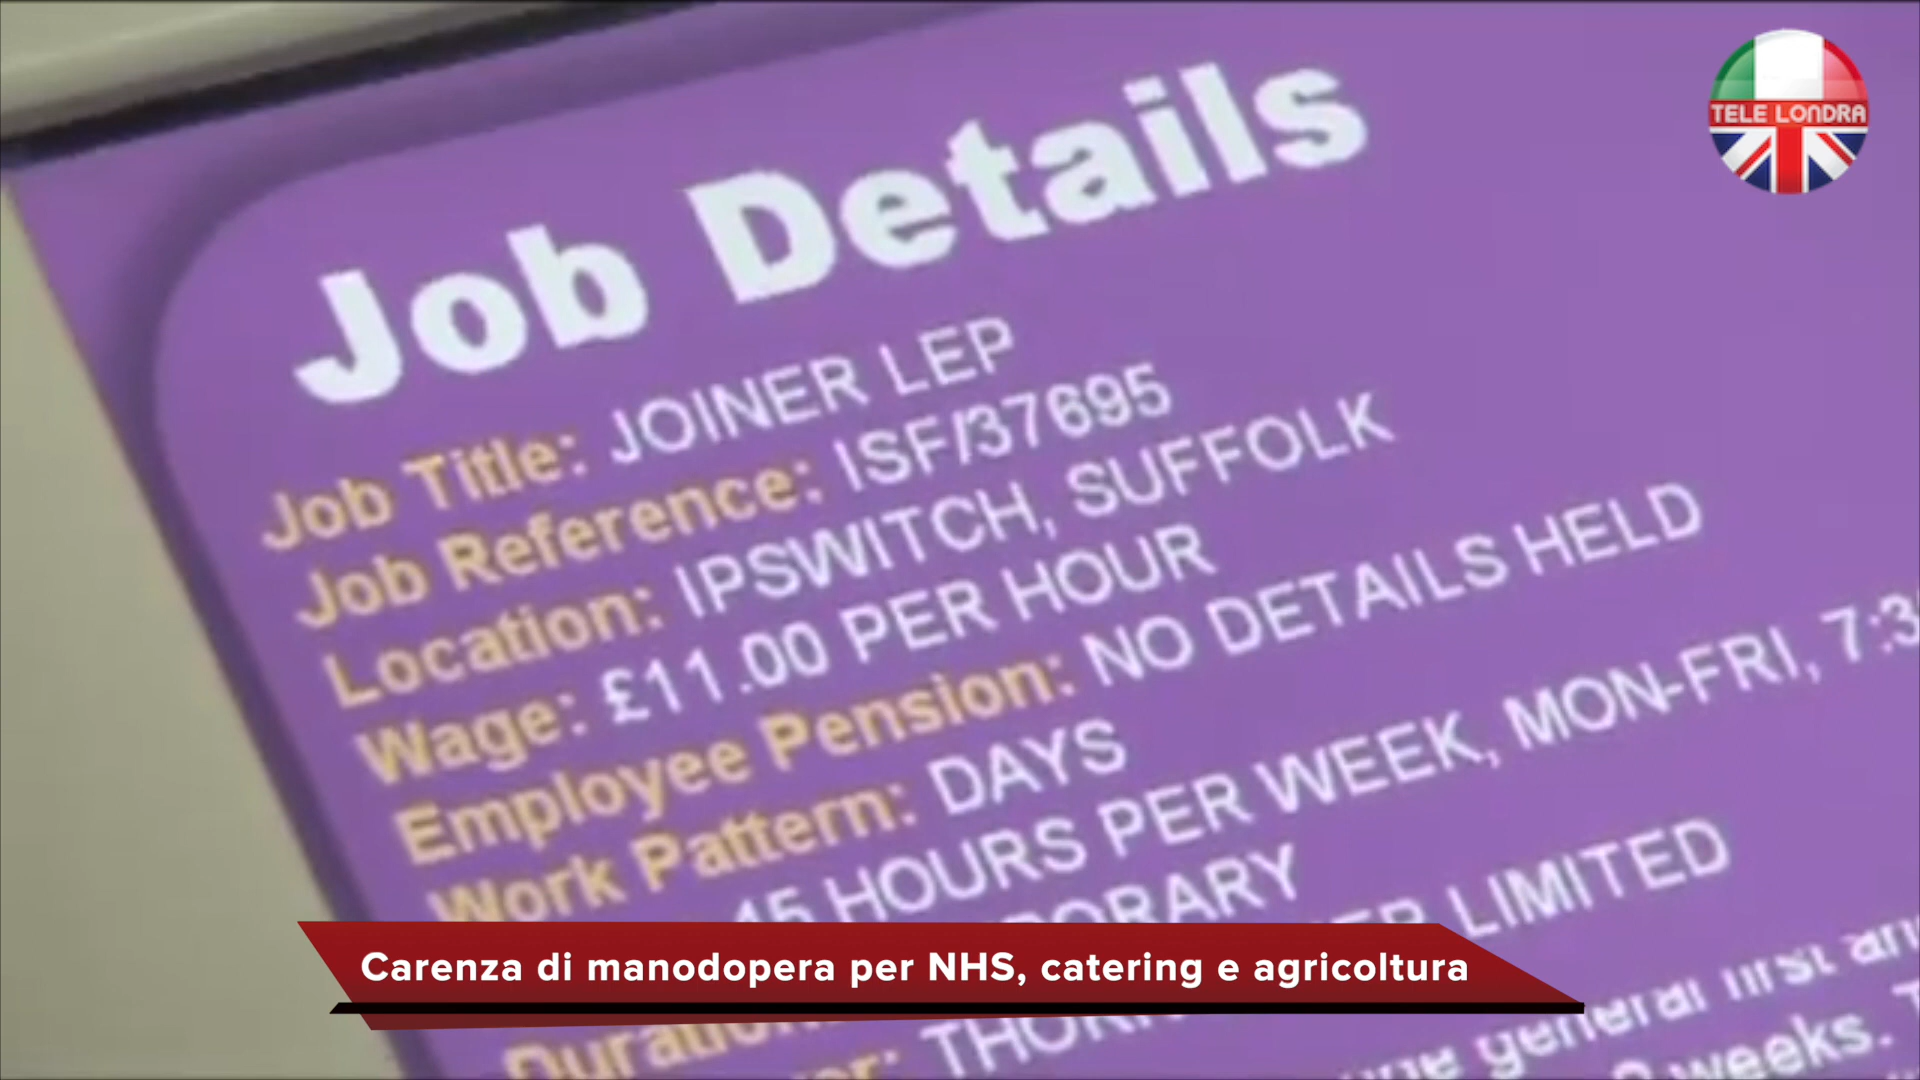 TELE LONDRA
Job Details
Job Title: JOINER LEP
Job Reference: ISF/37695
Location: IPSWITCH, SUFFOLK
Wage: £11.00 PER HOUR
Employee Pension: NO DETAILS HELD
Work Pattern: DAYS
HOURS PER WEEK, MON-FRI, 7:3
LIMITED
general first
weeks.
Carenza di manodopera per NHS, catering e agricoltura